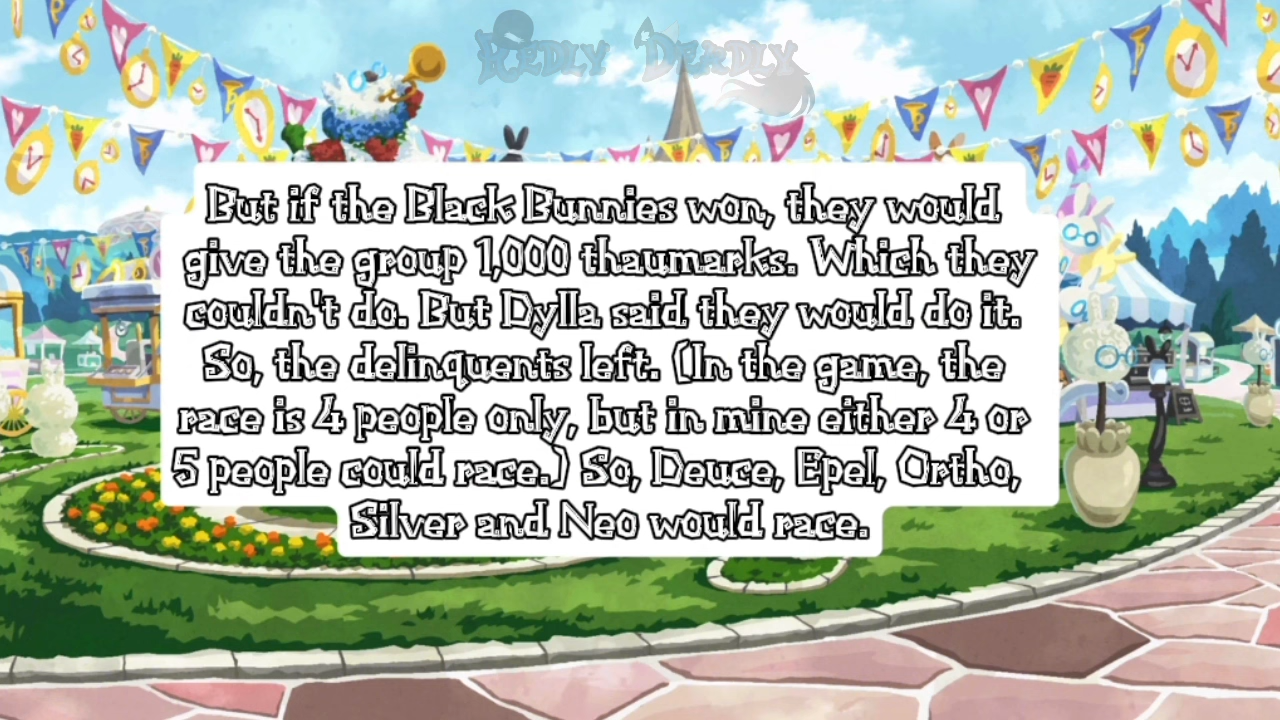 Redly Deadly
But if the Black Bunnies won, they would
give the group 1,000 thaumarks. Which they
couldn't do. But Dylla said they would do it.
So, the delinquents left. (In the game, the
race is 4 people only, but in mine either 4 or
5 people could race.) So, Deuce, Epel, Ortho,
Silver and Neo would race.